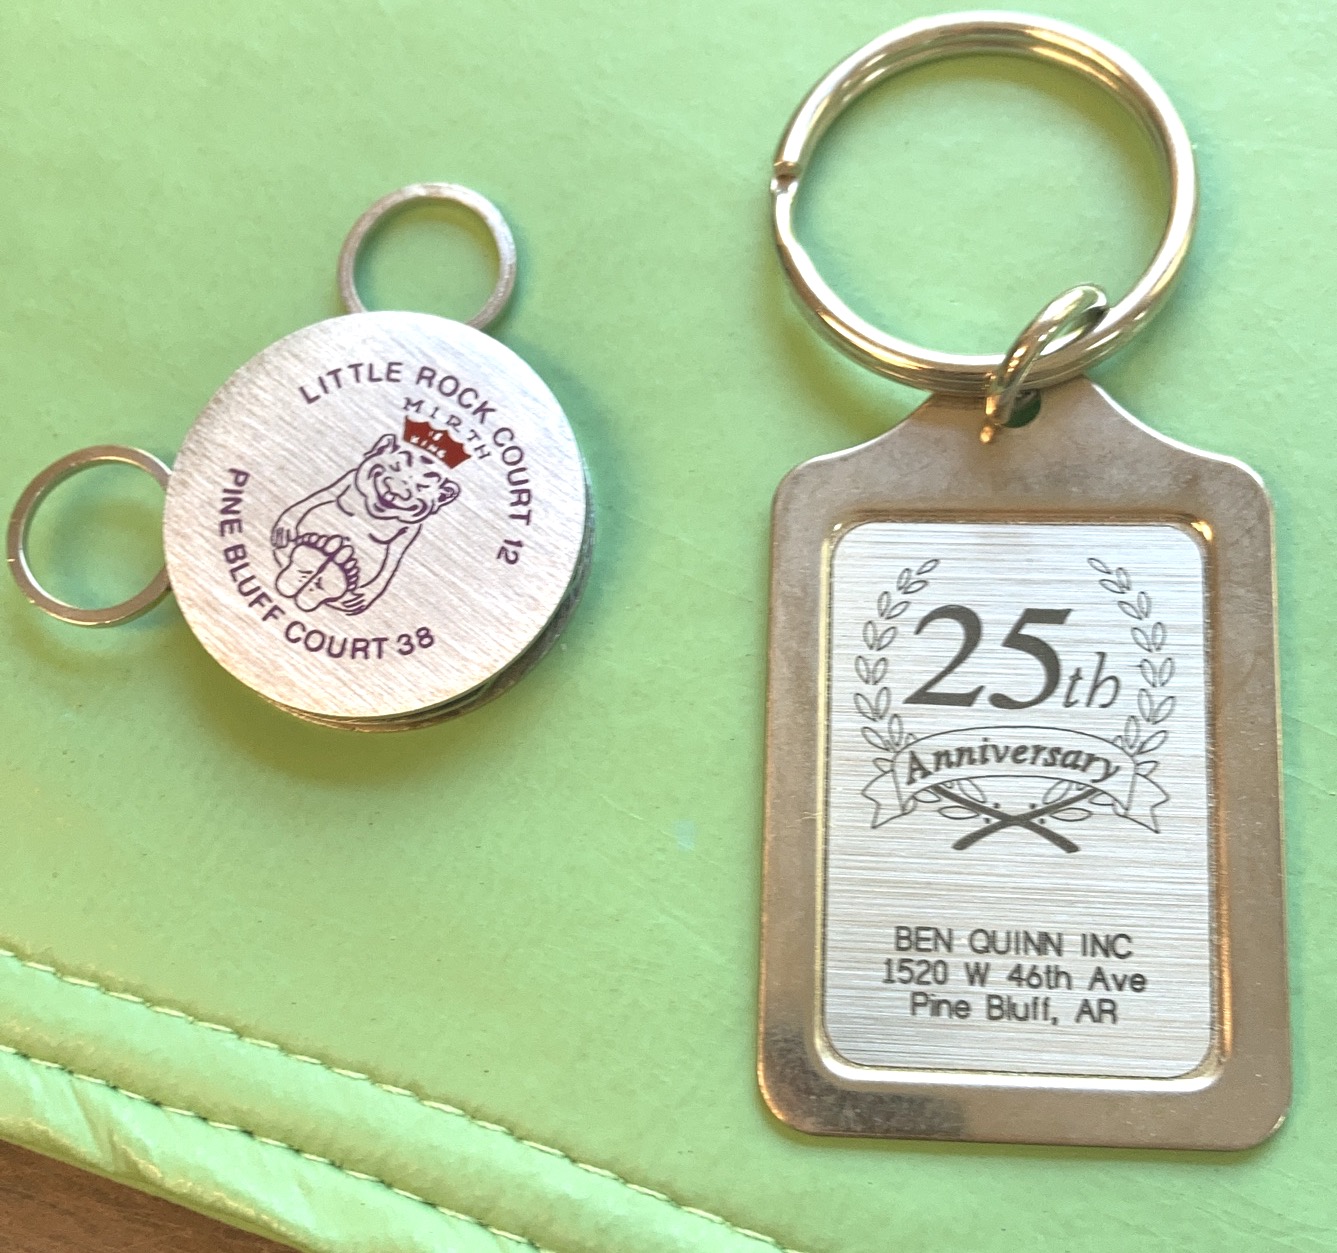 LITTLE ROCK COURT 12
MIRTH
IS
KING
PINE BLUFF COURT 38
25th
Anniversary
BEN QUINN INC
1520 W 46th Ave
Pine Bluff, AR